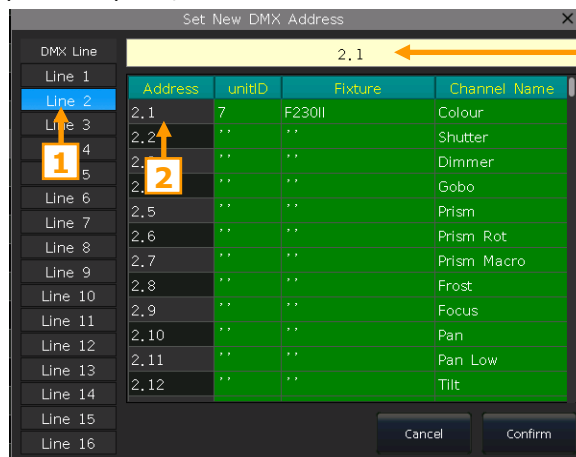 Set New DMX Address ×
DMX Line
2.1
Line 1
Line 2
Line 3
4
5
Line 6
Line 7
Line 8
Line 9
Line 10
Line 11
Line 12
Line 13
Line 14
Line 15
Line 16
1
2
Address unitID Fixture Channel Name
2.1 7 F230II Colour
2.2 '' '' Shutter
'' '' Dimmer
2. '' '' Gobo
2.5 '' '' Prism
2.6 '' '' Prism Rot
2.7 '' '' Prism Macro
2.8 '' '' Frost
2.9 '' '' Focus
2.10 '' '' Pan
2.11 '' '' Pan Low
2.12 '' '' Tilt
Cancel Confirm